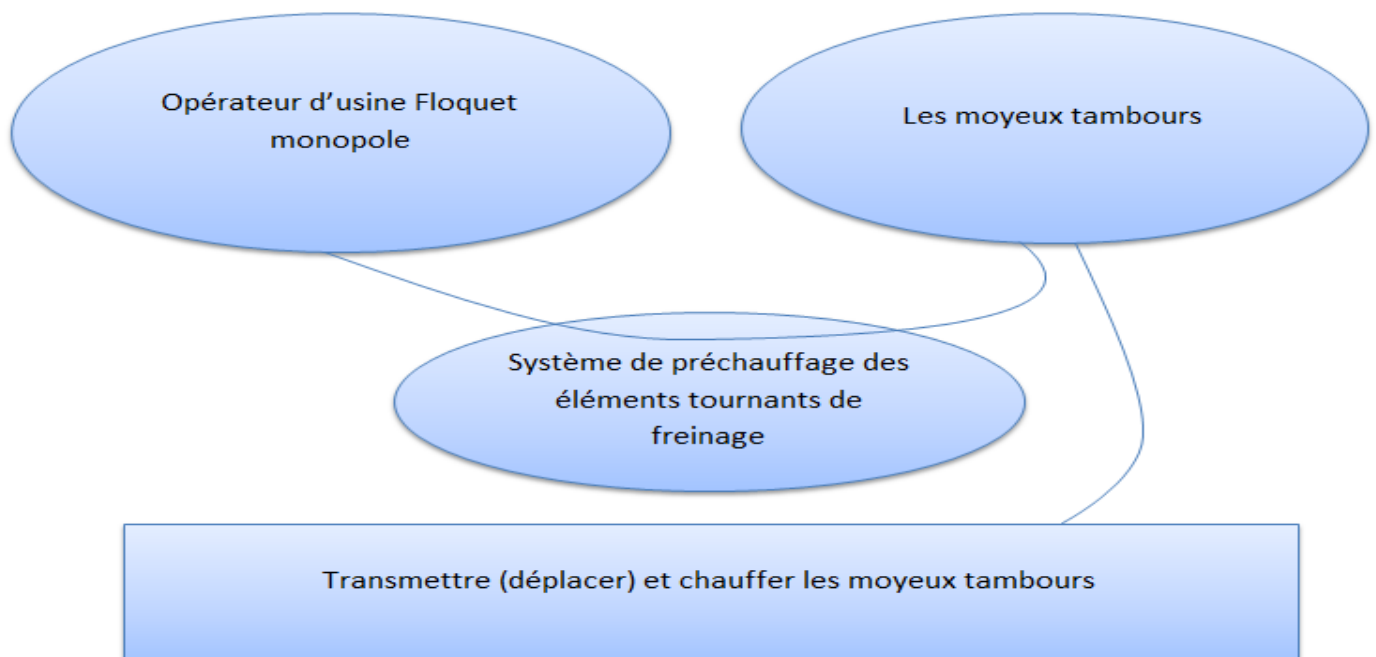 Opérateur d'usine Floquet
monopole
Les moyeux tambours
Système de préchauffage des
éléments tournants de
freinage
Transmettre (déplacer) et chauffer les moyeux tambours